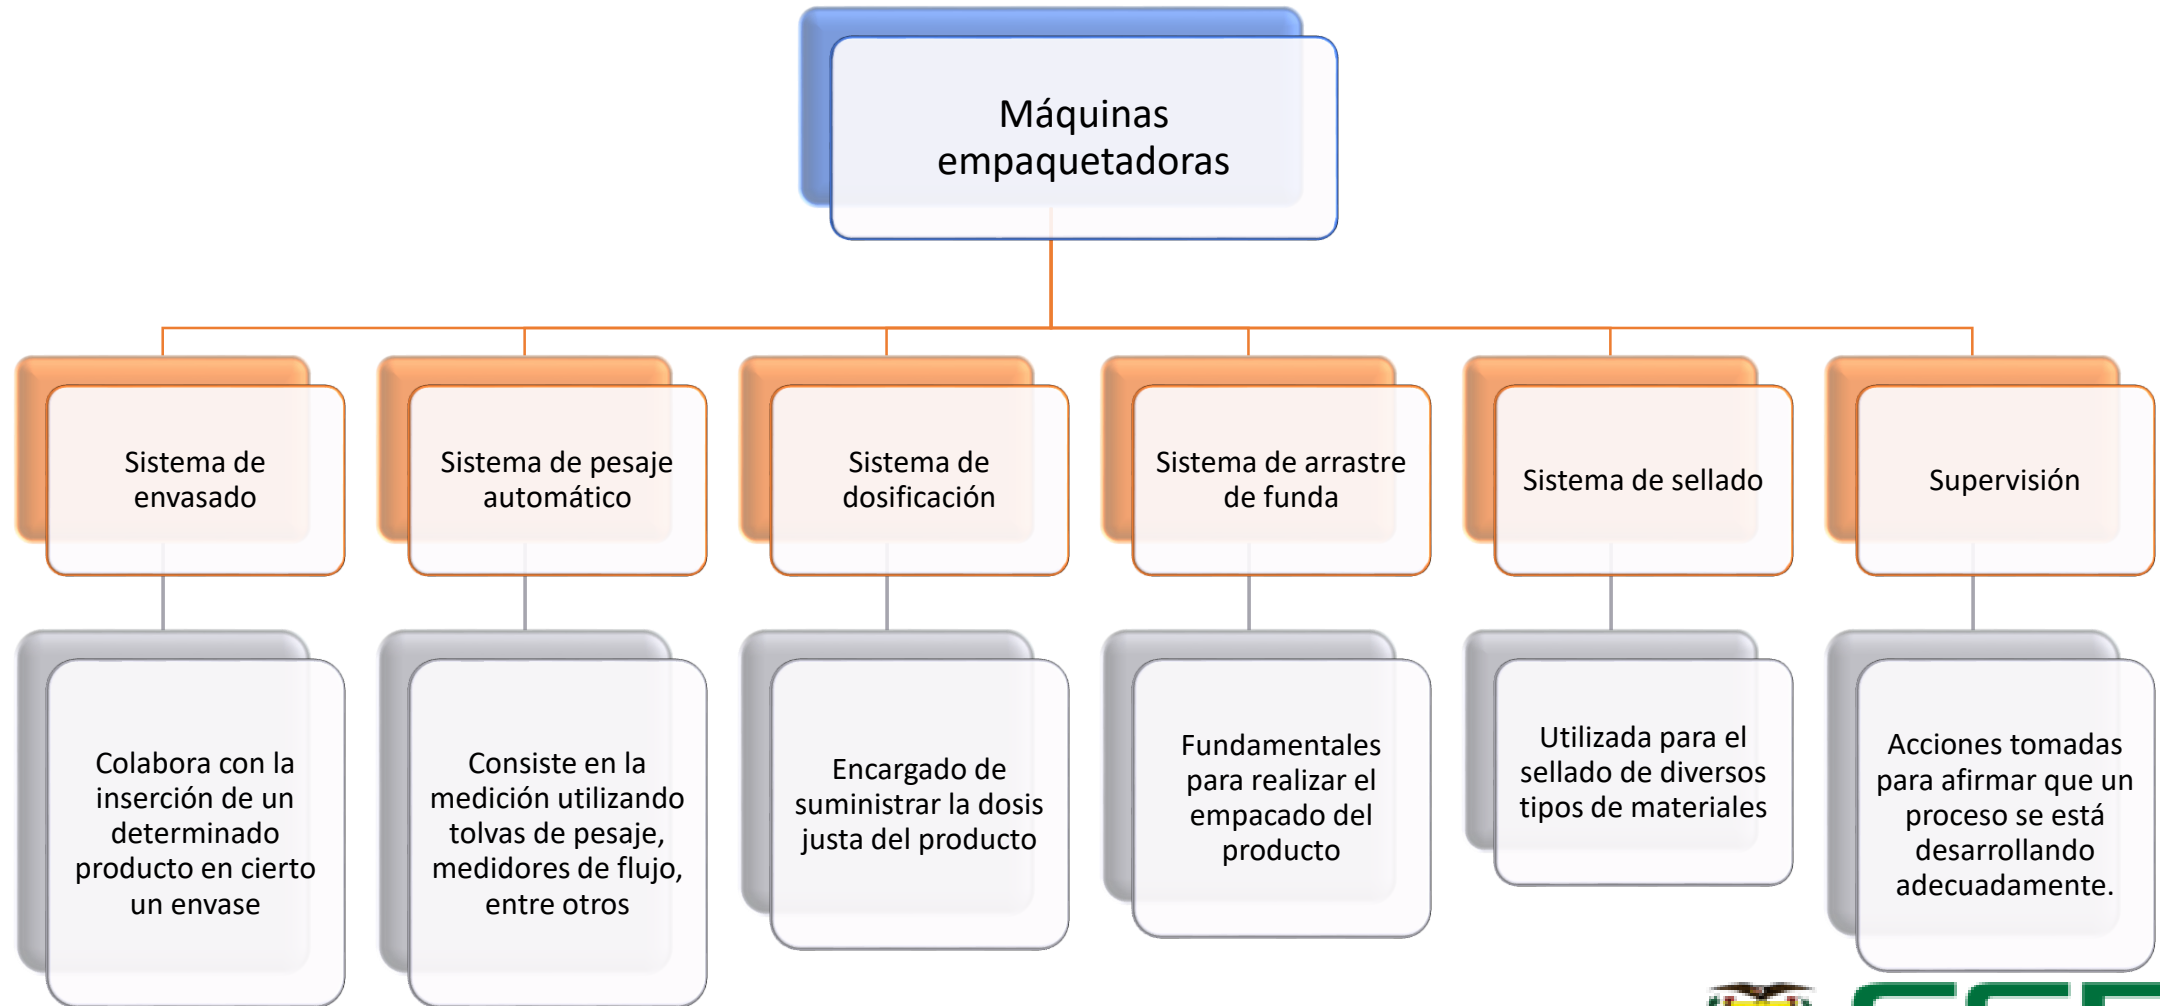 Máquinas
empaquetadoras
Sistema de
envasado
Sistema de pesaje
automático
Sistema de
dosificación
Sistema de arrastre
de funda
Sistema de sellado
Supervisión
Colabora con la
inserción de un
determinado
producto en cierto
un envase
Consiste en la
medición utilizando
tolvas de pesaje,
medidores de flujo,
entre otros
Encargado de
suministrar la dosis
justa del producto
Fundamentales
para realizar el
empacado del
producto
Utilizada para el
sellado de diversos
tipos de materiales
Acciones tomadas
para afirmar que un
proceso se está
desarrollando
adecuadamente.